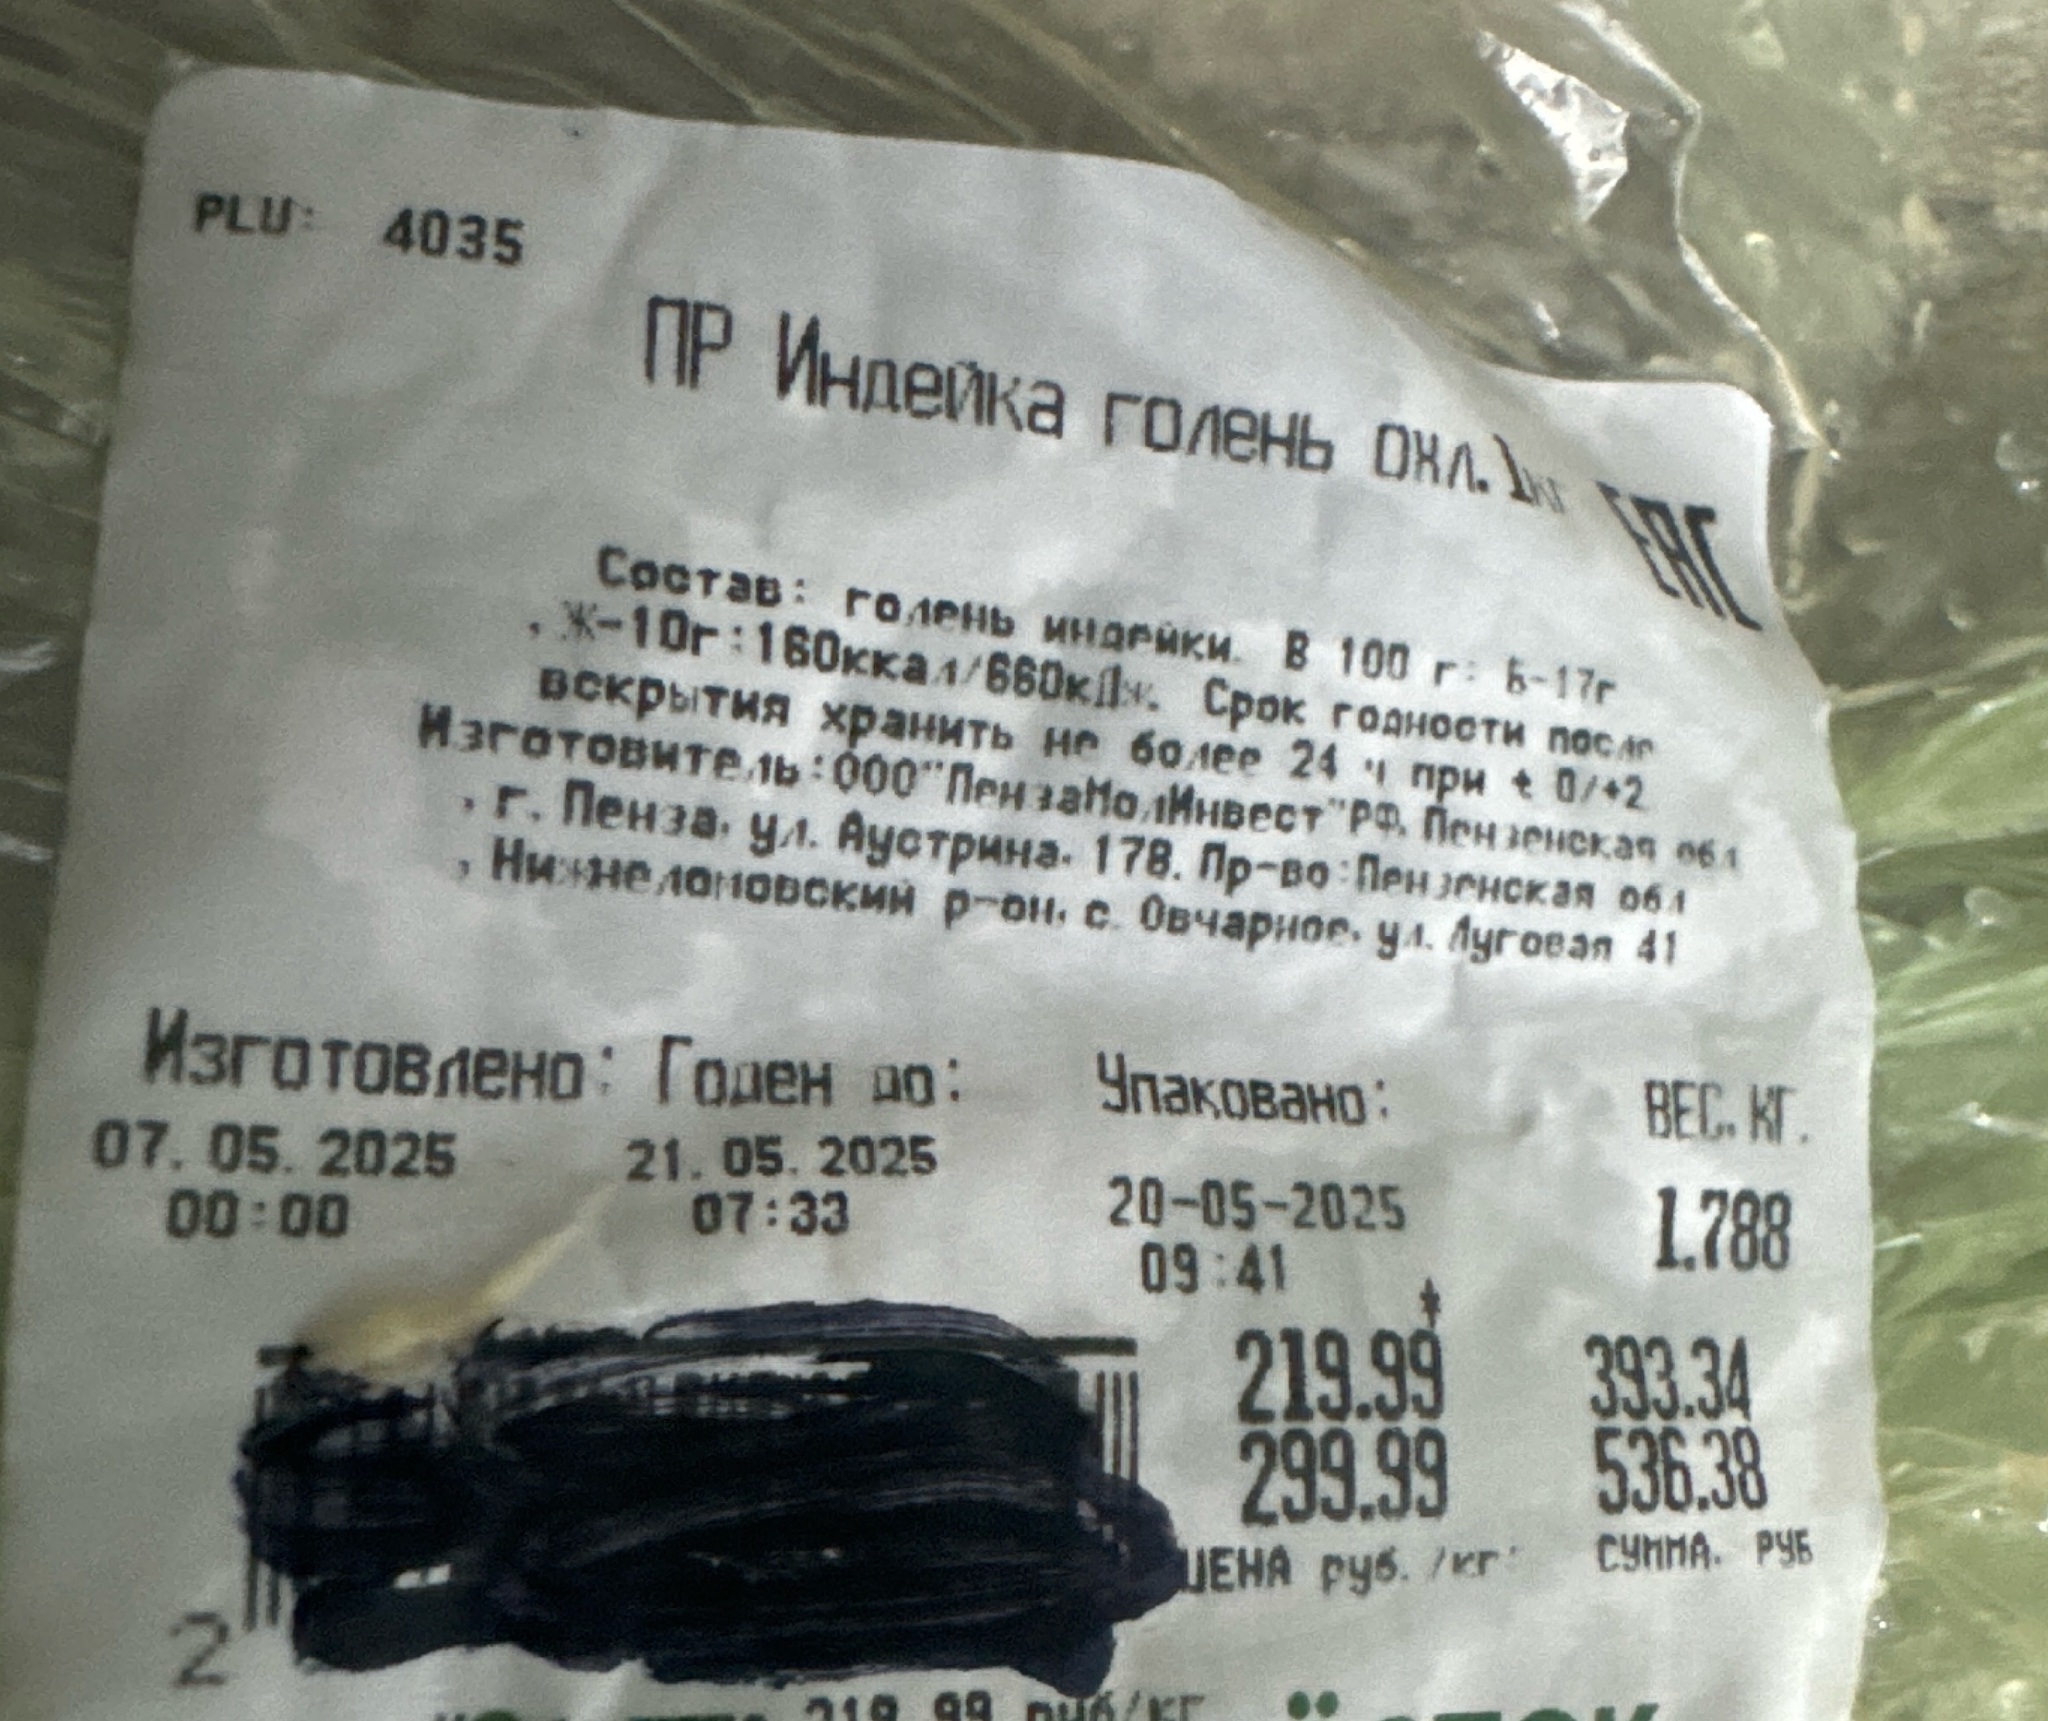 PLU: 4035
ПР Индейка голень охл. 1кг
ЕАС
Состав: голень индейки. В 100 г: Б-17г
, Ж-10г:160ккал/660кДж. Срок годности после
вскрытия хранить не более 24 ч при t 0/+2
Изготовитель:ООО"ПензаМолИнвест"РФ, Пензенская обл
, г. Пенза, ул. Аустрина, 178. Пр-во:Пензенская обл
, Нижнеломовский р-он, с. Овчарное, ул. Луговая 41
Изготовлено: Годен до: Упаковано: ВЕС. КГ.
07.05.2025 21.05.2025 20-05-2025 1.788
00:00 07:33 09:41
219.99 393.34
299.99 536.38
ЦЕНА руб./кг: СУММА. РУБ
2
руб/кг